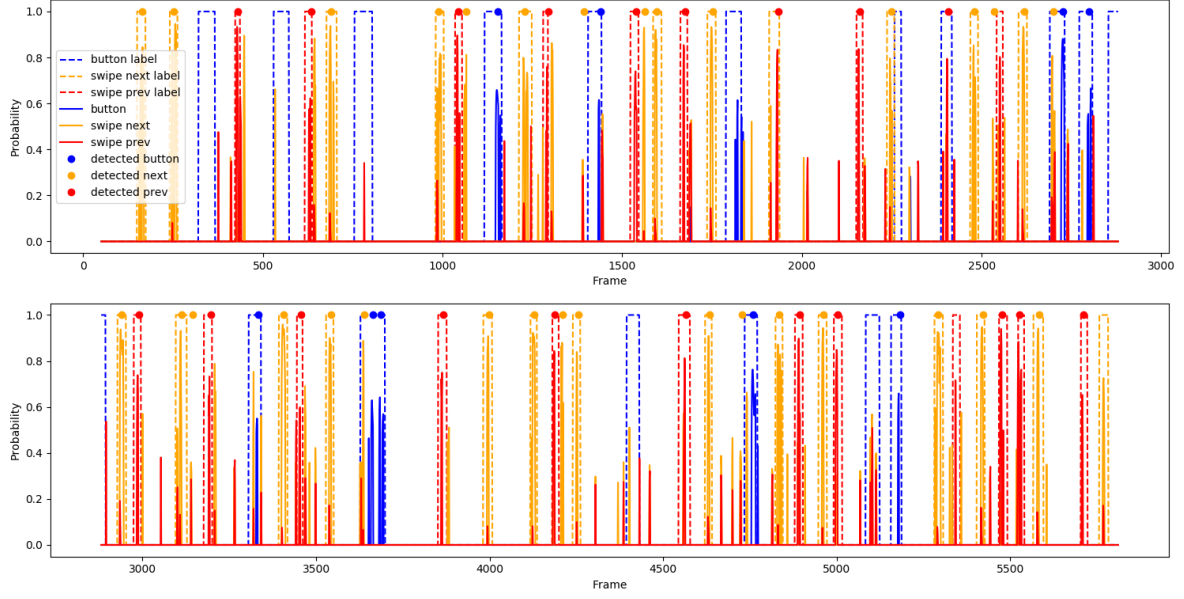 Probability
1.0
0.8
0.6
0.4
0.2
0.0
button label
swipe next label
swipe prev label
button
swipe next
swipe prev
detected button
detected next
detected prev
0
500
1000
1500
2000
2500
3000
Frame
Probability
1.0
0.8
0.6
0.4
0.2
0.0
3000
3500
4000
4500
5000
5500
Frame